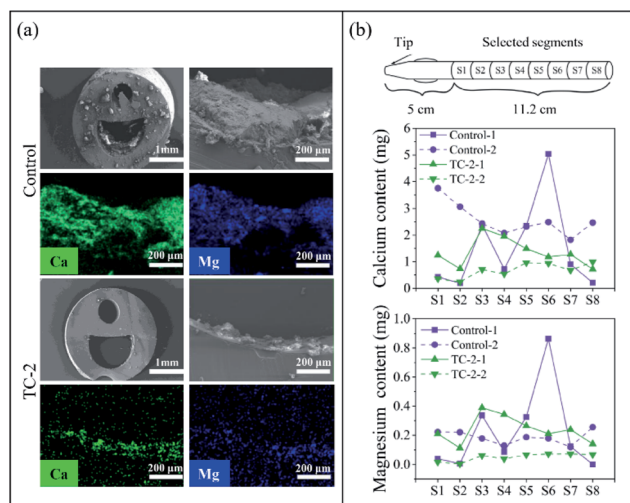 (a)
Control
1mm
200 μm
Ca
200 μm
Mg
200 μm
TC-2
1mm
200 μm
Ca
200 μm
Mg
200 μm
(b)
Tip
Selected segments
S1 S2 S3 S4 S5 S6 S7 S8
5 cm
11.2 cm
Calcium content (mg)
6
5
4
3
2
1
0
Control-1
Control-2
TC-2-1
TC-2-2
S1 S2 S3 S4 S5 S6 S7 S8
Magnesium content (mg)
1.0
0.8
0.6
0.4
0.2
0.0
Control-1
Control-2
TC-2-1
TC-2-2
S1 S2 S3 S4 S5 S6 S7 S8